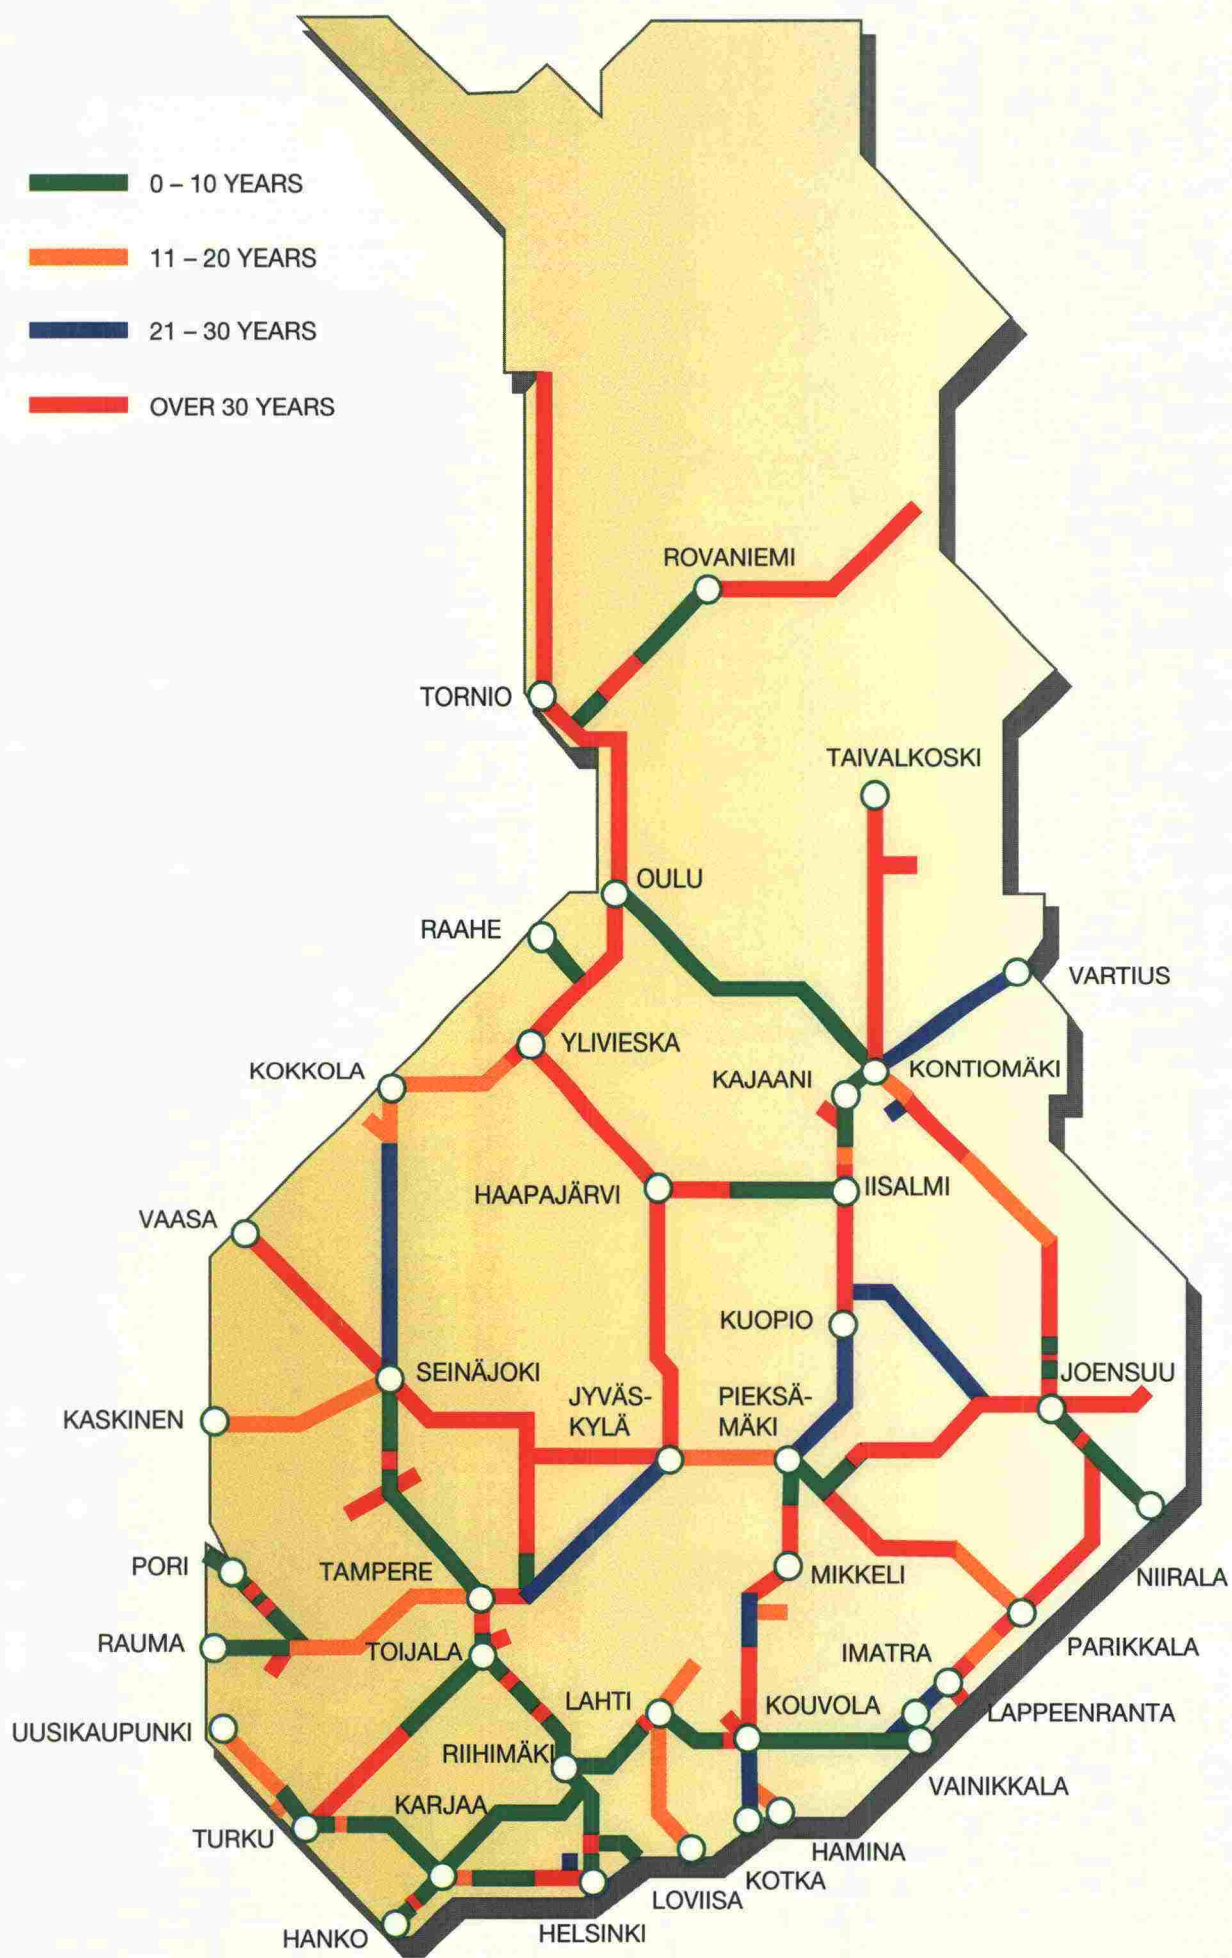 0 – 10 YEARS
11 – 20 YEARS
21 – 30 YEARS
OVER 30 YEARS
ROVANIEMI
TORNIO
TAIVALKOSKI
OULU
RAAHE
VARTIUS
YLIVIESKA
KOKKOLA
KAJAANI
KONTIOMÄKI
HAAPAJÄRVI
IISALMI
VAASA
KUOPIO
SEINÄJOKI
JOENSUU
JYVÄS-
KYLÄ
PIEKSÄ-
MÄKI
KASKINEN
PORI
TAMPERE
MIKKELI
NIIRALA
RAUMA
TOIJALA
IMATRA
PARIKKALA
LAHTI
KOUVOLA
LAPPEENRANTA
UUSIKAUPUNKI
RIIHIMÄKI
VAINIKKALA
KARJAA
TURKU
HAMINA
KOTKA
LOVIISA
HELSINKI
HANKO